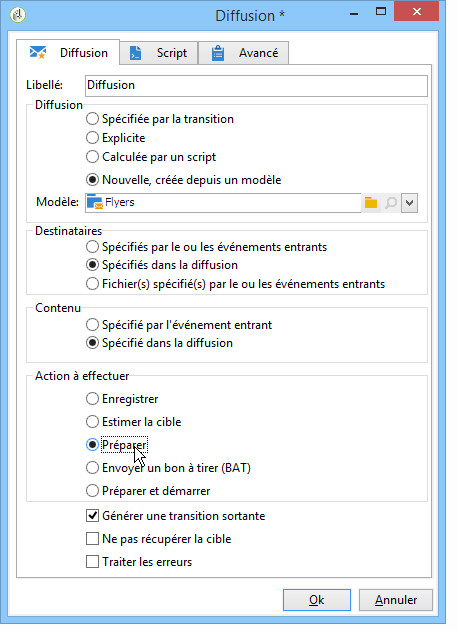 Diffusion *
Diffusion Script Avancé
Libellé: Diffusion
Diffusion
Spécifiée par la transition
Explicite
Calculée par un script
Nouvelle, créée depuis un modèle
Modèle: Flyers
Destinataires
Spécifiés par le ou les événements entrants
Spécifiés dans la diffusion
Fichier(s) spécifié(s) par le ou les événements entrants
Contenu
Spécifié par l'événement entrant
Spécifié dans la diffusion
Action à effectuer
Enregistrer
Estimer la cible
Préparer
Envoyer un bon à tirer (BAT)
Préparer et démarrer
Générer une transition sortante
Ne pas récupérer la cible
Traiter les erreurs
Ok Annuler